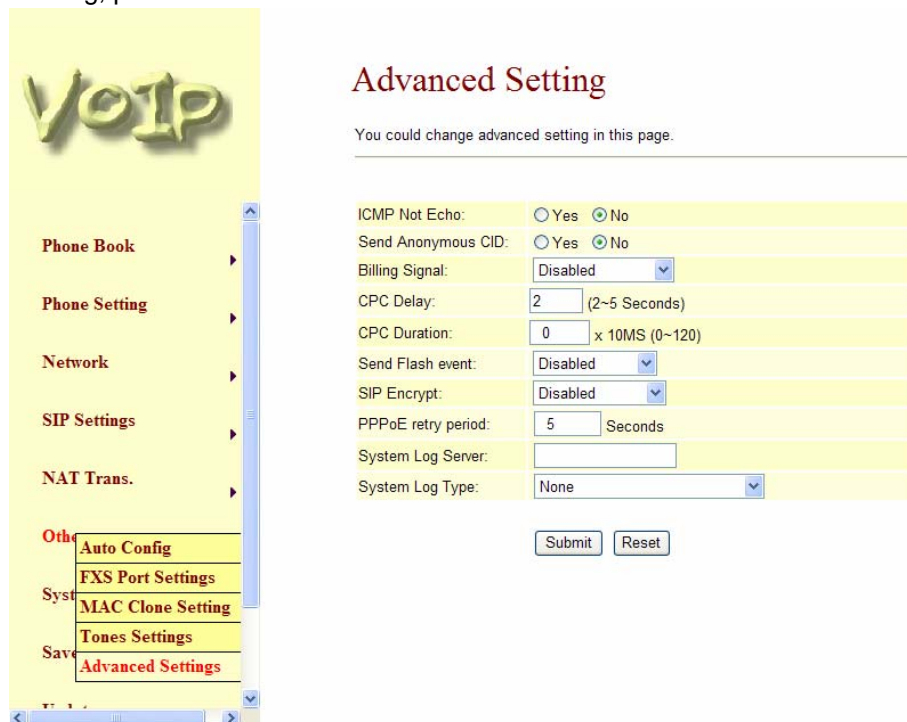 VoIP
Phone Book
Phone Setting
Network
SIP Settings
NAT Trans.
Auto Config
FXS Port Settings
MAC Clone Setting
Tones Settings
Advanced Settings
Advanced Setting
You could change advanced setting in this page.
ICMP Not Echo: Yes No
Send Anonymous CID: Yes No
Billing Signal: Disabled
CPC Delay: 2 (2~5 Seconds)
CPC Duration: 0 x 10MS (0~120)
Send Flash event: Disabled
SIP Encrypt: Disabled
PPPoE retry period: 5 Seconds
System Log Server:
System Log Type: None
Submit Reset